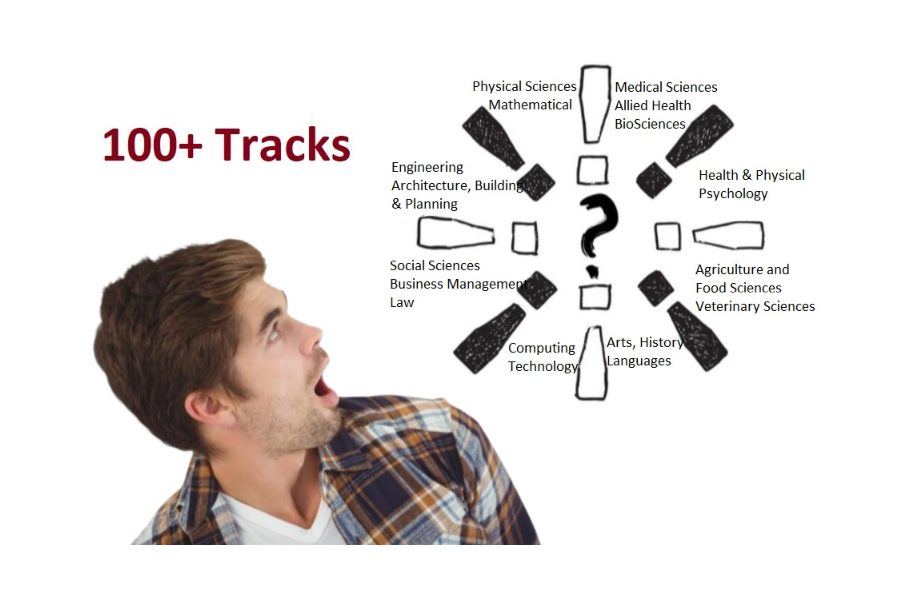 100+ Tracks
Physical Sciences
Mathematical
Medical Sciences
Allied Health
BioSciences
Engineering
Architecture, Building
& Planning
Health & Physical
Psychology
?
Social Sciences
Business Management
Law
Agriculture and
Food Sciences
Veterinary Sciences
Computing
Technology
Arts, History
Languages